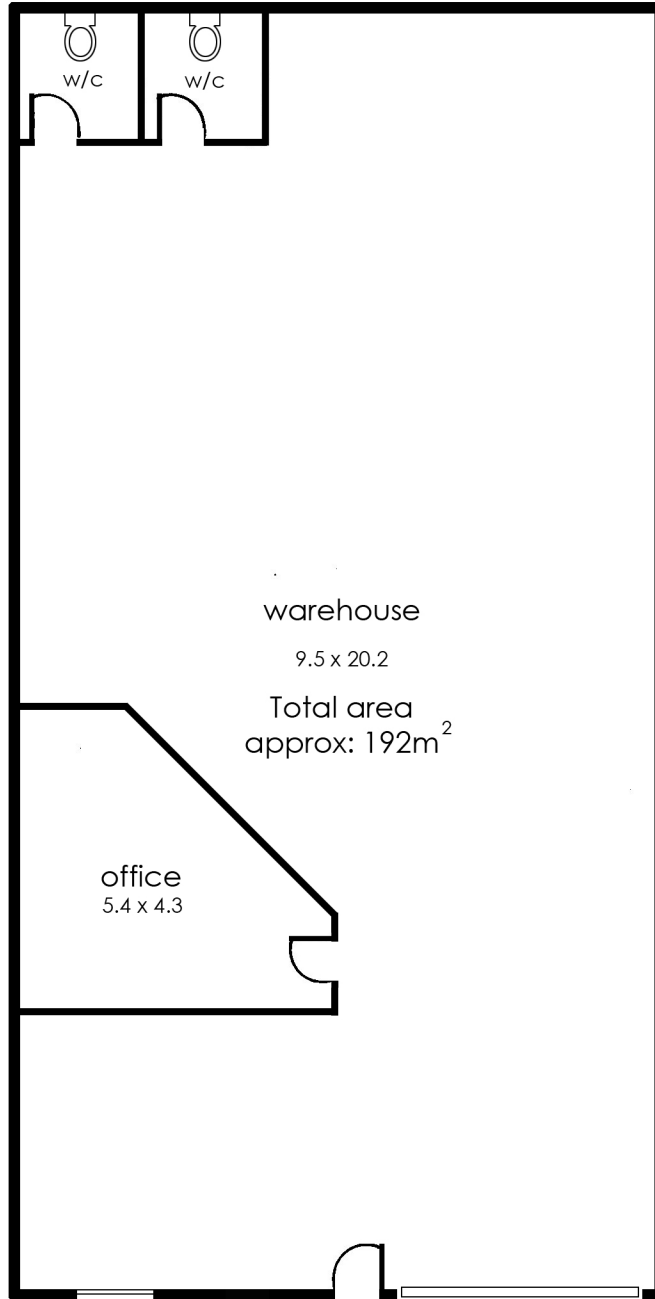 w/c
w/c
warehouse
9.5 x 20.2
Total area
approx: 192m²
office
5.4 x 4.3